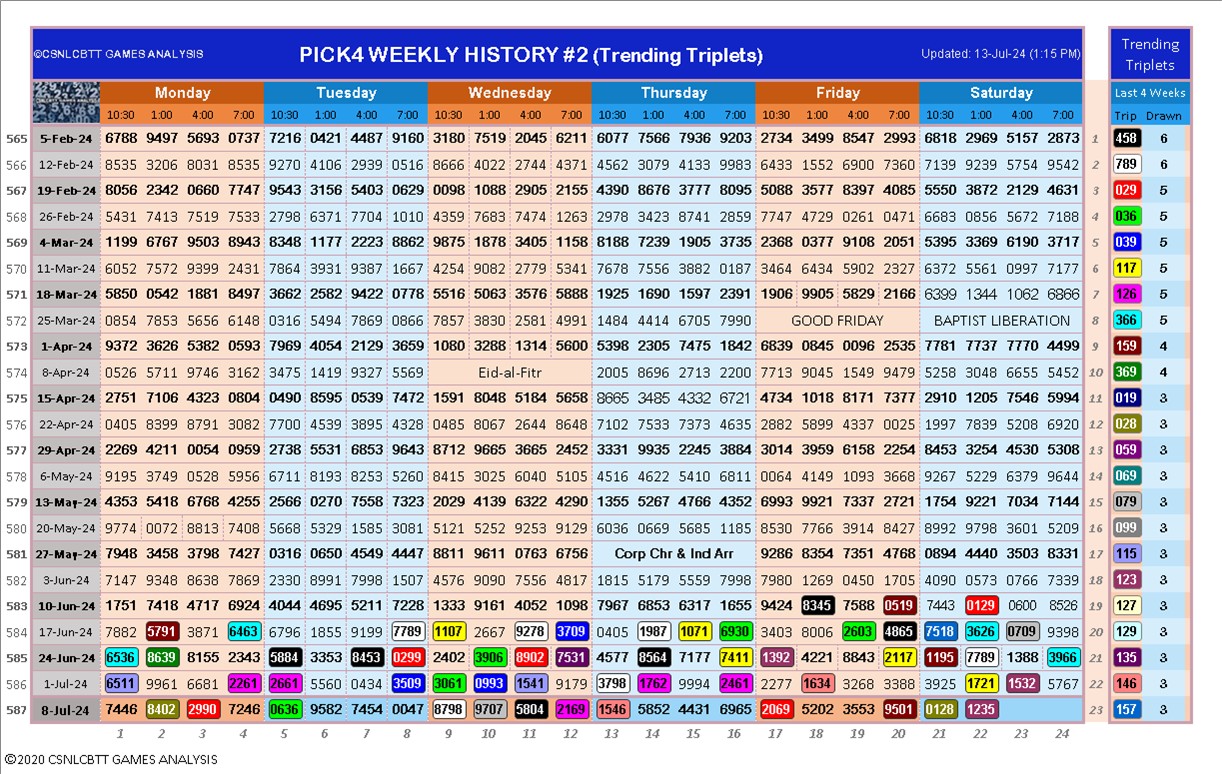 ©CSNLCBTT GAMES ANALYSIS PICK4 WEEKLY HISTORY #2 (Trending Triplets) Updated: 13-Jul-24 (1:15 PM) Trending Triplets
Monday Tuesday Wednesday Thursday Friday Saturday Last 4 Weeks
10:30 1:00 4:00 7:00 10:30 1:00 4:00 7:00 10:30 1:00 4:00 7:00 10:30 1:00 4:00 7:00 10:30 1:00 4:00 7:00 10:30 1:00 4:00 7:00 Trip Drawn
565 5-Feb-24 6788 9497 5693 0737 7216 0421 4487 9160 3180 7519 2045 6211 6077 7566 7936 9203 2734 3499 8547 2993 6818 2969 5157 2873 1 458 6
566 12-Feb-24 8535 3206 8031 8535 9270 4106 2939 0516 8666 4022 2744 4371 4562 3079 4133 9983 6433 1552 6900 7360 7139 9239 5754 9542 2 789 6
567 19-Feb-24 8056 2342 0660 7747 9543 3156 5403 0629 0098 1088 2905 2155 4390 8676 3777 8095 5088 3577 8397 4085 5550 3872 2129 4631 3 029 5
568 26-Feb-24 5431 7413 7519 7533 2798 6371 7704 1010 4359 7683 7474 1263 2978 3423 8741 2859 7747 4729 0261 0471 6683 0856 5672 7188 4 036 5
569 4-Mar-24 1199 6767 9503 8943 8348 1177 2223 8862 9875 1878 3405 1158 8188 7239 1905 3735 2368 0377 9108 2051 5395 3369 6190 3717 5 039 5
570 11-Mar-24 6052 7572 9399 2431 7864 3931 9387 1667 4254 9082 2779 5341 7678 7556 3882 0187 3464 6434 5902 2327 6372 5561 0997 7177 6 117 5
571 18-Mar-24 5850 0542 1881 8497 3662 2582 9422 0778 5516 5063 3576 5888 1925 1690 1597 2391 1906 9905 5829 2166 6399 1344 1062 6866 7 126 5
572 25-Mar-24 0854 7853 5656 6148 0316 5494 7869 0866 7857 3830 2581 4991 1484 4414 6705 7990 GOOD FRIDAY BAPTIST LIBERATION 8 366 5
573 1-Apr-24 9372 3626 5382 0593 7969 4054 2129 3659 1080 3288 1314 5600 5398 2305 7475 1842 6839 0845 0096 2535 7781 7737 7770 4499 9 159 4
574 8-Apr-24 0526 5711 9746 3162 3475 1419 9327 5569 Eid-al-Fitr 2005 8696 2713 2200 7713 9045 1549 9479 5258 3048 6655 5452 10 369 4
575 15-Apr-24 2751 7106 4323 0804 0490 8595 0539 7472 1591 8048 5184 5658 8665 3485 4332 6721 4734 1018 8171 7377 2910 1205 7546 5994 11 019 3
576 22-Apr-24 0405 8399 8791 3082 7700 4539 3895 4328 0485 8067 2644 8648 7102 7533 7373 4635 2882 5899 4337 0025 1997 7839 5208 6920 12 028 3
577 29-Apr-24 2269 4211 0054 0959 2738 5531 6853 9643 8712 9665 3665 2452 3331 9935 2245 3884 3014 3959 6158 2254 8453 3254 4530 5308 13 059 3
578 6-May-24 9195 3749 0528 5956 6711 8193 8253 5260 8415 3025 6040 5105 4516 4622 5410 6811 0064 4149 1093 3668 9267 5229 6379 9644 14 069 3
579 13-May-24 4353 5418 6768 4255 2566 0270 7558 7323 2029 4139 6322 4290 1355 5267 4766 4352 6993 9921 7337 2721 1754 9221 7034 7144 15 079 3
580 20-May-24 9774 0072 8813 7408 5668 5329 1585 3081 5121 5252 9253 9129 6036 0669 5685 1185 8530 7766 3914 8427 8992 9798 3601 5209 16 099 3
581 27-May-24 7948 3458 3798 7427 0316 0650 4549 4447 8811 9611 0763 6756 Corp Chr & Ind Arr 9286 8354 7351 4768 0894 4440 3503 8331 17 115 3
582 3-Jun-24 7147 9348 8638 7869 2330 8991 7998 1507 4576 9090 7556 4817 1815 5179 5559 7998 7980 1269 0450 1705 4090 0573 0766 7339 18 123 3
583 10-Jun-24 1751 7418 4717 6924 4044 4695 5211 7228 1333 9161 4052 1098 7967 6853 6317 1655 9424 8345 7588 0519 7443 0129 0600 8526 19 127 3
584 17-Jun-24 7882 5791 3871 6463 6796 1855 9199 7789 1107 2667 9278 3709 0405 1987 1071 6930 3403 8006 2603 4865 7518 3626 0709 9398 20 129 3
585 24-Jun-24 6536 8639 8155 2343 5884 3353 8453 0299 2402 3906 8902 7531 4577 8564 7177 7411 1392 4221 8843 2117 1195 7789 1388 3966 21 135 3
586 1-Jul-24 6511 9961 6681 2261 2661 5560 0434 3509 3061 0993 1541 9179 3798 1762 9994 2461 2277 1634 3268 3388 3925 1721 1532 5767 22 146 3
587 8-Jul-24 7446 8402 2990 7246 0636 9582 7454 0047 8798 9707 5804 2169 1546 5852 4431 6965 2069 5202 3553 9501 0128 1235 23 157 3
1 2 3 4 5 6 7 8 9 10 11 12 13 14 15 16 17 18 19 20 21 22 23 24
©2020 CSNLCBTT GAMES ANALYSIS